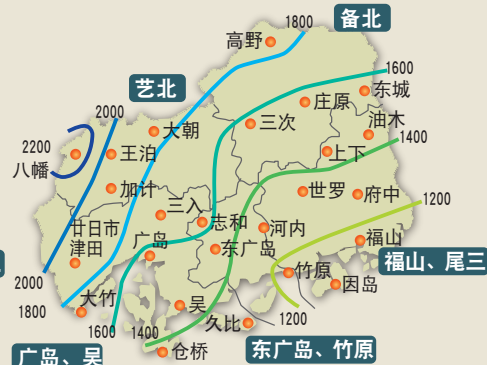 1800
备北
高野
1600
艺北
东城
庄原
2000
油木
三次
大朝
1400
2200
王泊
上下
八幡
加计
世罗
府中
1200
三入
廿日市
津田
志和
河内
广岛
东广岛
福山
福山、尾三
竹原
因岛
2000
1800
大竹
吴
1600
1400
久比
1200
仓桥
广岛、吴
东广岛、竹原